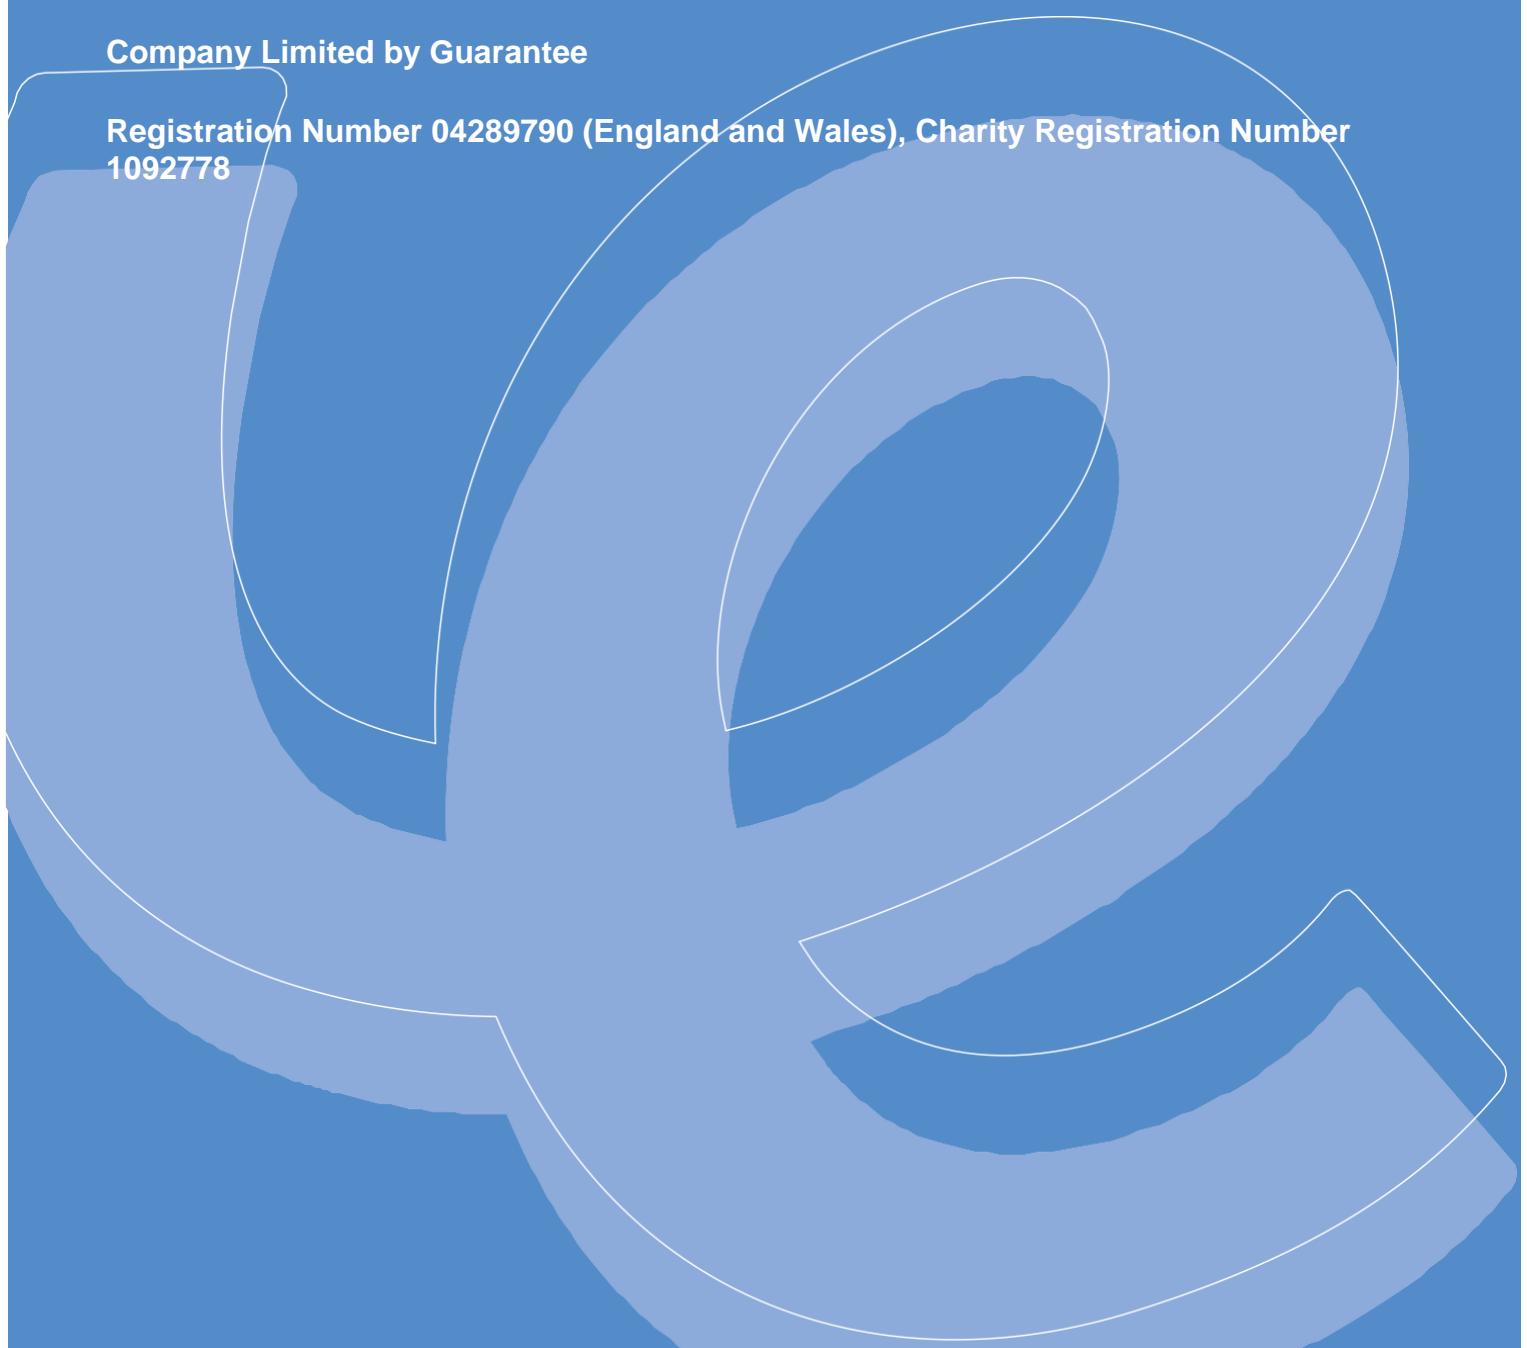 Company Limited by Guarantee
Registration Number 04289790 (England and Wales), Charity Registration Number
1092778